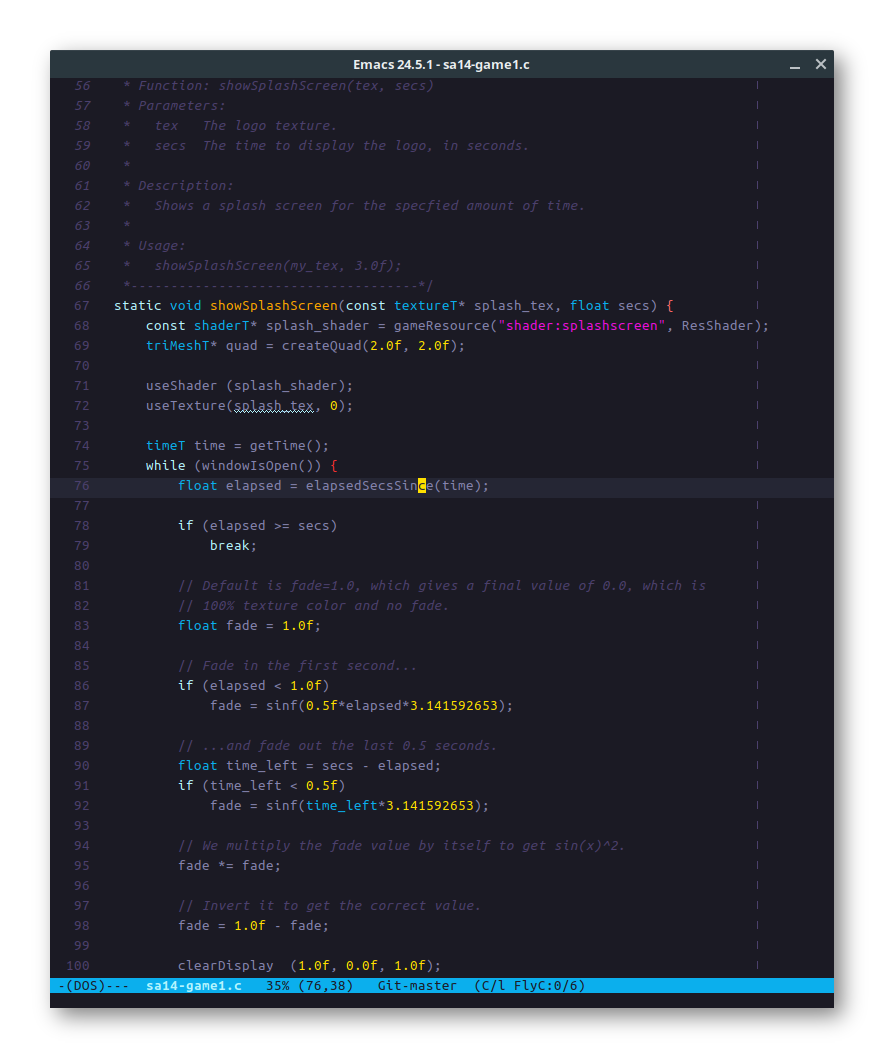 Emacs 24.5.1 - sa14-game1.c
56 * Function: showSplashScreen(tex, secs)
57 * Parameters:
58 *   tex   The logo texture.
59 *   secs  The time to display the logo, in seconds.
60 *
61 * Description:
62 *   Shows a splash screen for the specfied amount of time.
63 *
64 * Usage:
65 *   showSplashScreen(my_tex, 3.0f);
66 *------------------------------------*/
67 static void showSplashScreen(const textureT* splash_tex, float secs) {
68     const shaderT* splash_shader = gameResource("shader:splashscreen", ResShader);
69     triMeshT* quad = createQuad(2.0f, 2.0f);
70
71     useShader (splash_shader);
72     useTexture(splash_tex, 0);
73
74     timeT time = getTime();
75     while (windowIsOpen()) {
76         float elapsed = elapsedSecsSince(time);
77
78         if (elapsed >= secs)
79             break;
80
81         // Default is fade=1.0, which gives a final value of 0.0, which is
82         // 100% texture color and no fade.
83         float fade = 1.0f;
84
85         // Fade in the first second...
86         if (elapsed < 1.0f)
87             fade = sinf(0.5f*elapsed*3.141592653);
88
89         // ...and fade out the last 0.5 seconds.
90         float time_left = secs - elapsed;
91         if (time_left < 0.5f)
92             fade = sinf(time_left*3.141592653);
93
94         // We multiply the fade value by itself to get sin(x)^2.
95         fade *= fade;
96
97         // Invert it to get the correct value.
98         fade = 1.0f - fade;
99
100         clearDisplay  (1.0f, 0.0f, 1.0f);
-(DOS)---  sa14-game1.c   35% (76,38)   Git-master  (C/l FlyC:0/6)